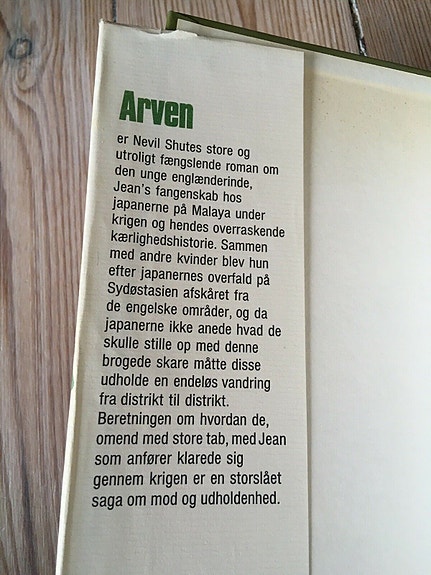 Arven
er Nevil Shutes store og
utroligt fængslende roman om
den unge englænderinde,
Jean's fangenskab hos
japanerne på Malaya under
krigen og hendes overraskende
kærlighedshistorie. Sammen
med andre kvinder blev hun
efter japanernes overfald på
Sydøstasien afskåret fra
de engelske områder, og da
japanerne ikke anede hvad de
skulle stille op med denne
brogede skare måtte disse
udholde en endeløs vandring
fra distrikt til distrikt.
Beretningen om hvordan de,
omend med store tab, med Jean
som anfører klarede sig
gennem krigen er en storslået
saga om mod og udholdenhed.